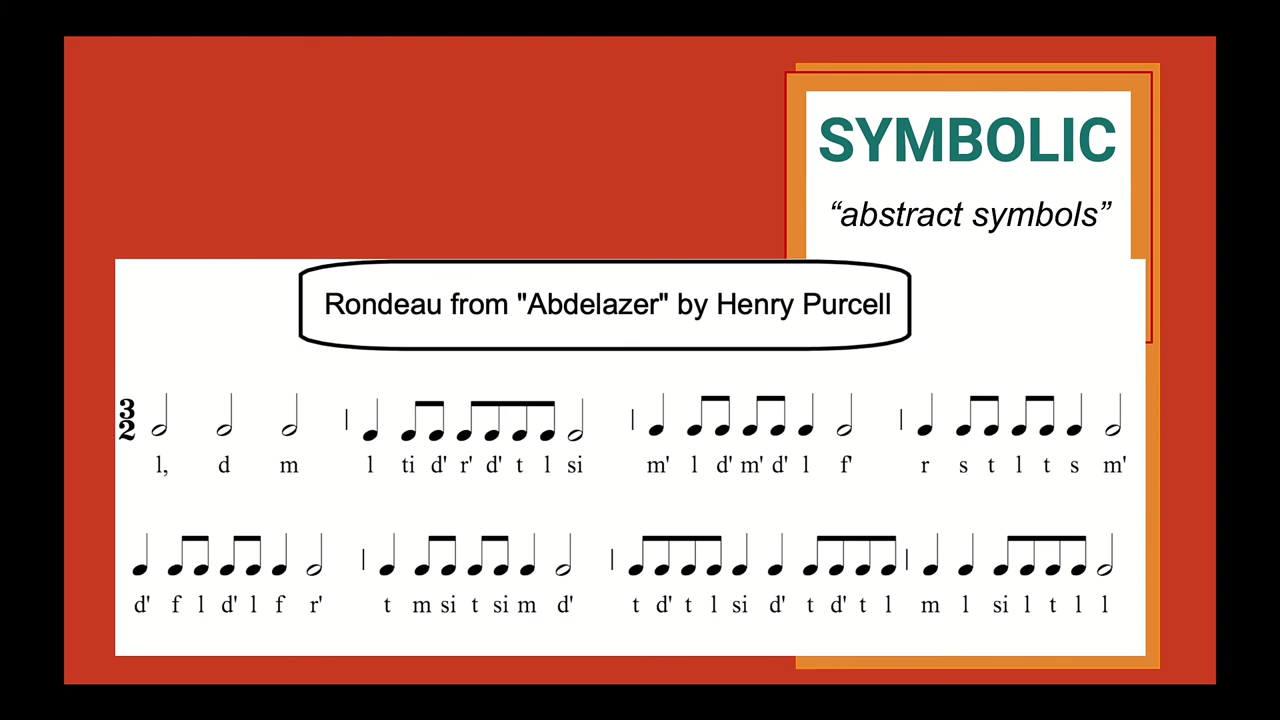 SYMBOLIC
“abstract symbols”
Rondeau from "Abdelazer" by Henry Purcell
3
2
l, d m l ti d' r' d' t l si m' l d' m' d' l f' r s t l t s m'
d' f l d' l f r' t m si t si m d' t d' t l si d' t d' t l m l si l t l l